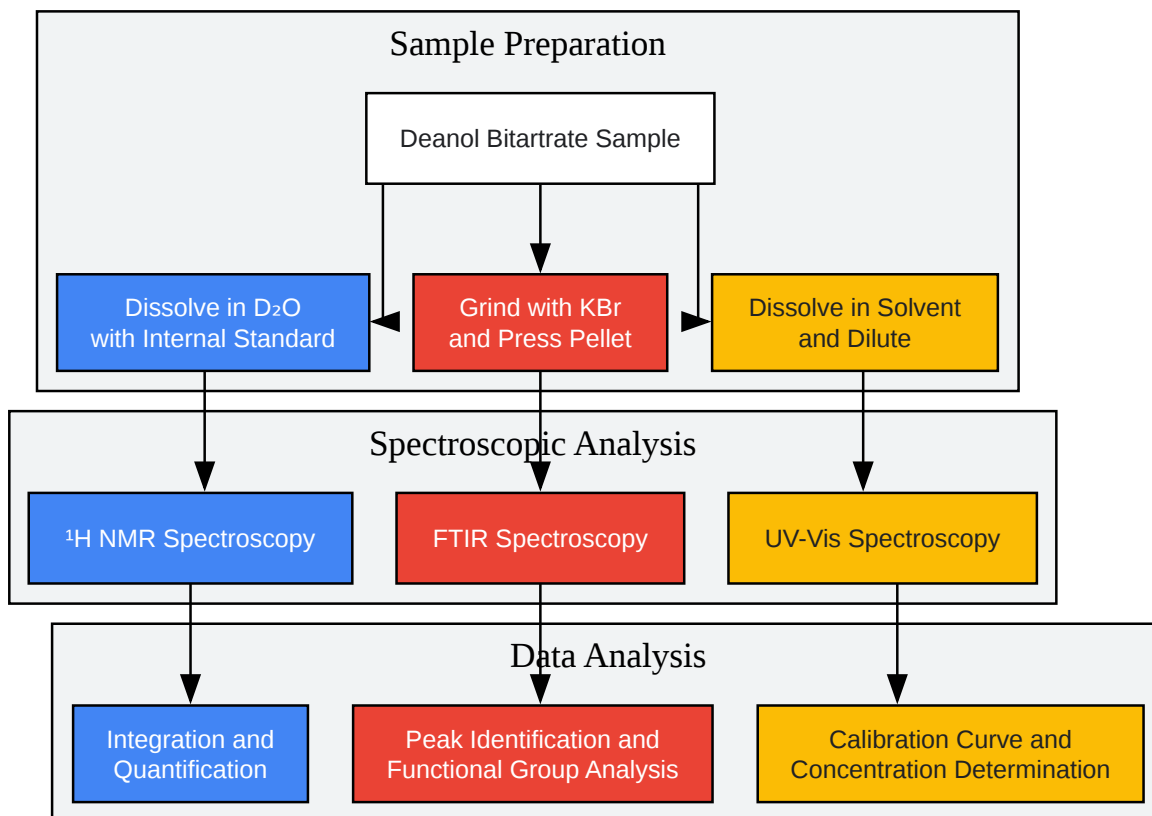 Sample Preparation
Deanol Bitartrate Sample
Dissolve in D₂O
with Internal Standard
Grind with KBr
and Press Pellet
Dissolve in Solvent
and Dilute
Spectroscopic Analysis
¹H NMR Spectroscopy
FTIR Spectroscopy
UV-Vis Spectroscopy
Data Analysis
Integration and
Quantification
Peak Identification and
Functional Group Analysis
Calibration Curve and
Concentration Determination